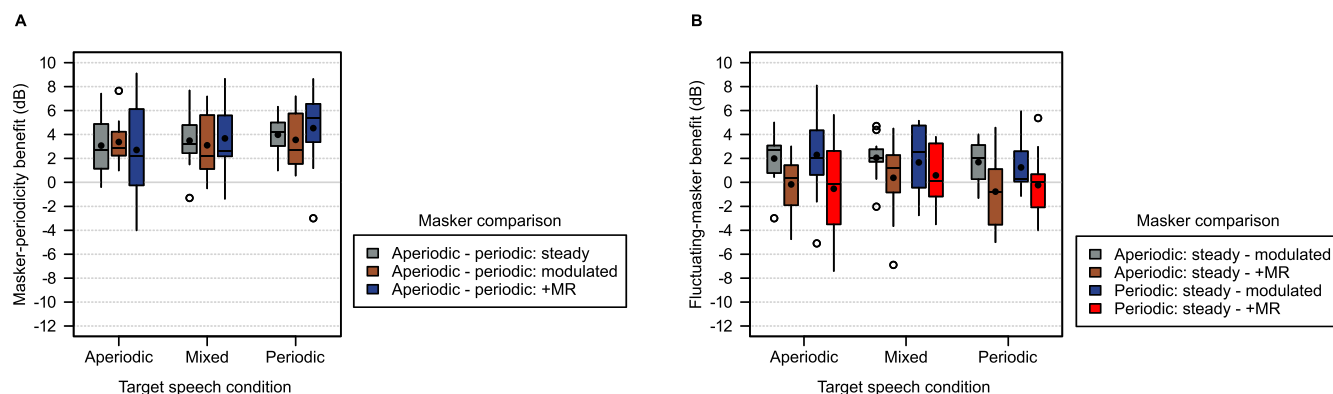 A
Masker-periodicity benefit (dB)
10
8
6
4
2
0
-2
-4
-6
-8
-10
-12
Aperiodic
Mixed
Periodic
Target speech condition
Masker comparison
Aperiodic - periodic: steady
Aperiodic - periodic: modulated
Aperiodic - periodic: +MR
B
Fluctuating-masker benefit (dB)
10
8
6
4
2
0
-2
-4
-6
-8
-10
-12
Aperiodic
Mixed
Periodic
Target speech condition
Masker comparison
Aperiodic: steady - modulated
Aperiodic: steady - +MR
Periodic: steady - modulated
Periodic: steady - +MR